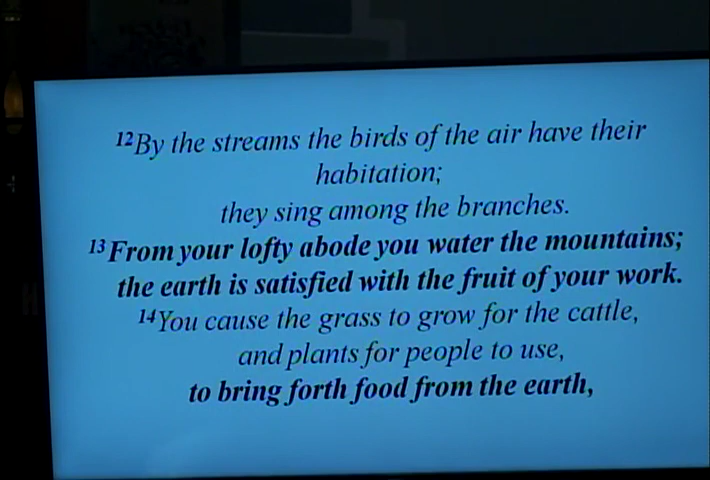 12By the streams the birds of the air have their
habitation;
they sing among the branches.
13From your lofty abode you water the mountains;
the earth is satisfied with the fruit of your work.
14You cause the grass to grow for the cattle,
and plants for people to use,
to bring forth food from the earth,